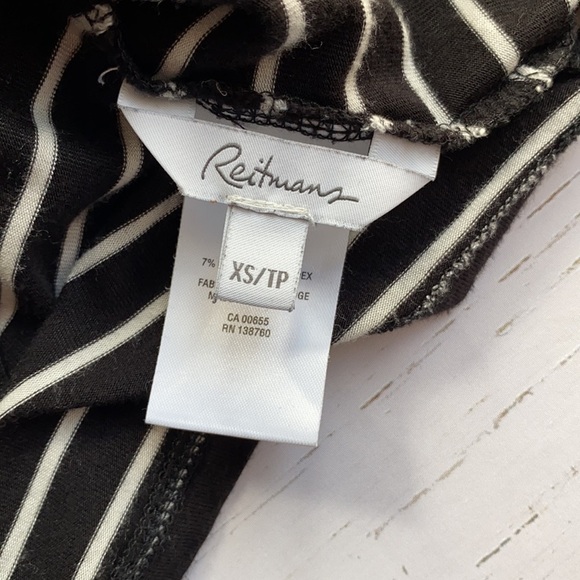 Reitmans
XS/TP
7% EX
FAB GE
CA 00655
RN 138760